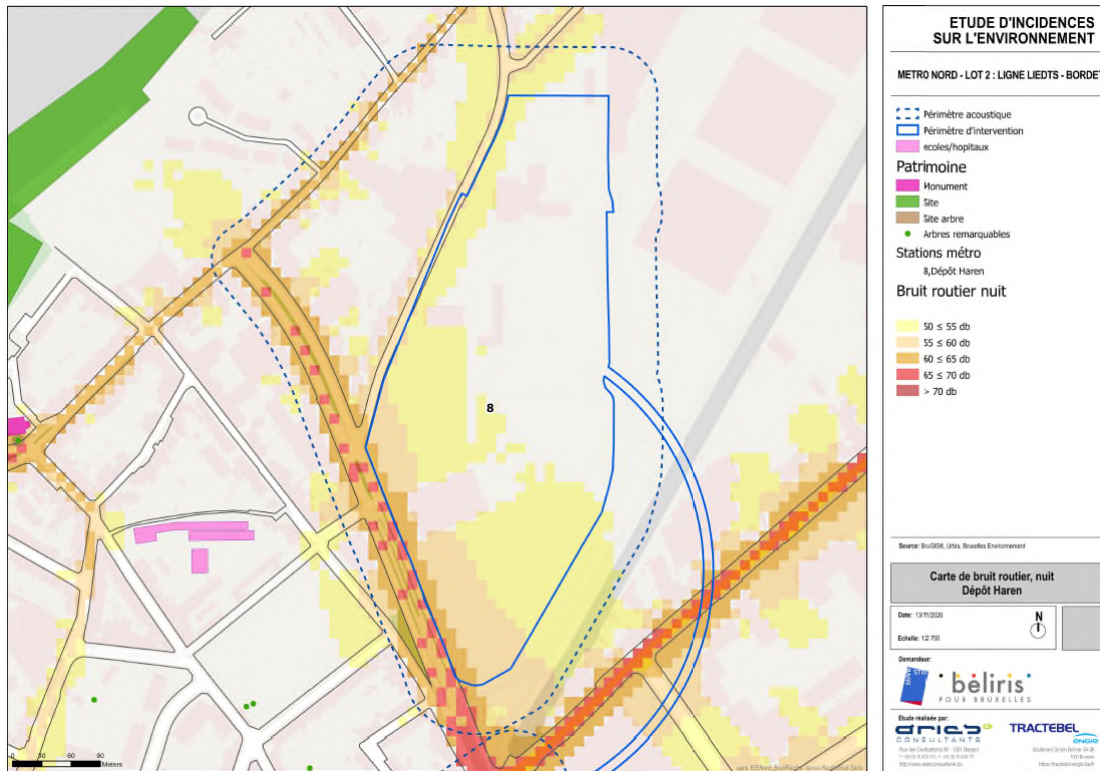 8
0
30
60
90
Meters
ETUDE D'INCIDENCES
SUR L'ENVIRONNEMENT
METRO NORD - LOT 2 : LIGNE LIEDTS - BORDET
Périmètre acoustique
Périmètre d'intervention
ecoles/hopitaux
Patrimoine
Monument
Site
Site arbre
Arbres remarquables
Stations métro
8,Dépôt Haren
Bruit routier nuit
50 ≤ 55 db
55 ≤ 60 db
60 ≤ 65 db
65 ≤ 70 db
> 70 db
Source: BruGISM, Urbis, Bruxelles Environnement
Carte de bruit routier, nuit
Dépôt Haren
Date: 13/11/2020
N
Echelle: 1:2 750
Demandeur:
beliris
POUR BRUXELLES
Etude réalisée par:
aries
CONSULTANTS
TRACTEBEL
ENGIE